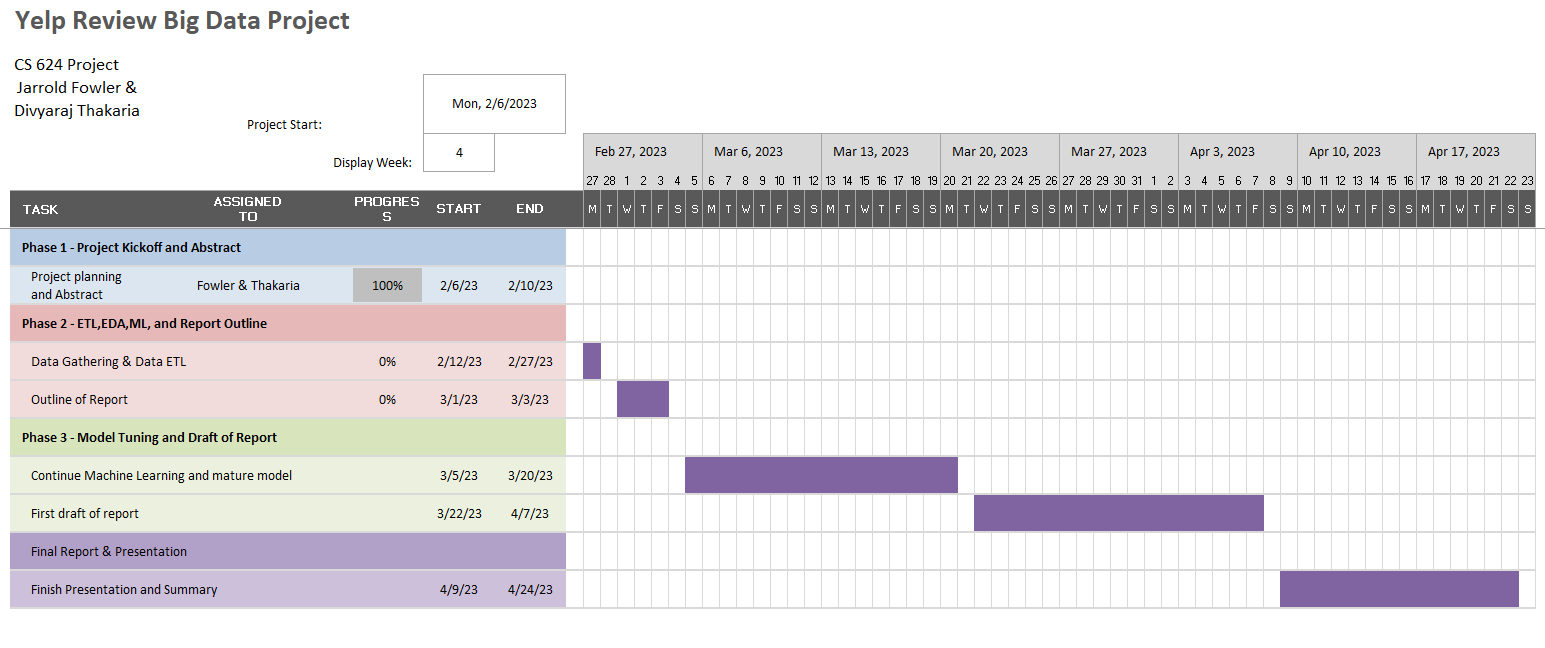 Yelp Review Big Data Project
CS 624 Project
Jarrold Fowler &
Divyaraj Thakaria
Project Start:
Mon, 2/6/2023
Display Week:
4
Feb 27, 2023 Mar 6, 2023 Mar 13, 2023 Mar 20, 2023 Mar 27, 2023 Apr 3, 2023 Apr 10, 2023 Apr 17, 2023
27 28 1 2 3 4 5 6 7 8 9 10 11 12 13 14 15 16 17 18 19 20 21 22 23 24 25 26 27 28 29 30 31 1 2 3 4 5 6 7 8 9 10 11 12 13 14 15 16 17 18 19 20 21 22 23
TASK ASSIGNED TO PROGRES S START END M T W T F S S M T W T F S S M T W T F S S M T W T F S S M T W T F S S M T W T F S S M T W T F S S M T W T F S S
Phase 1 - Project Kickoff and Abstract
Project planning and Abstract Fowler & Thakaria 100% 2/6/23 2/10/23
Phase 2 - ETL,EDA,ML, and Report Outline
Data Gathering & Data ETL 0% 2/12/23 2/27/23
Outline of Report 0% 3/1/23 3/3/23
Phase 3 - Model Tuning and Draft of Report
Continue Machine Learning and mature model 3/5/23 3/20/23
First draft of report 3/22/23 4/7/23
Final Report & Presentation
Finish Presentation and Summary 4/9/23 4/24/23